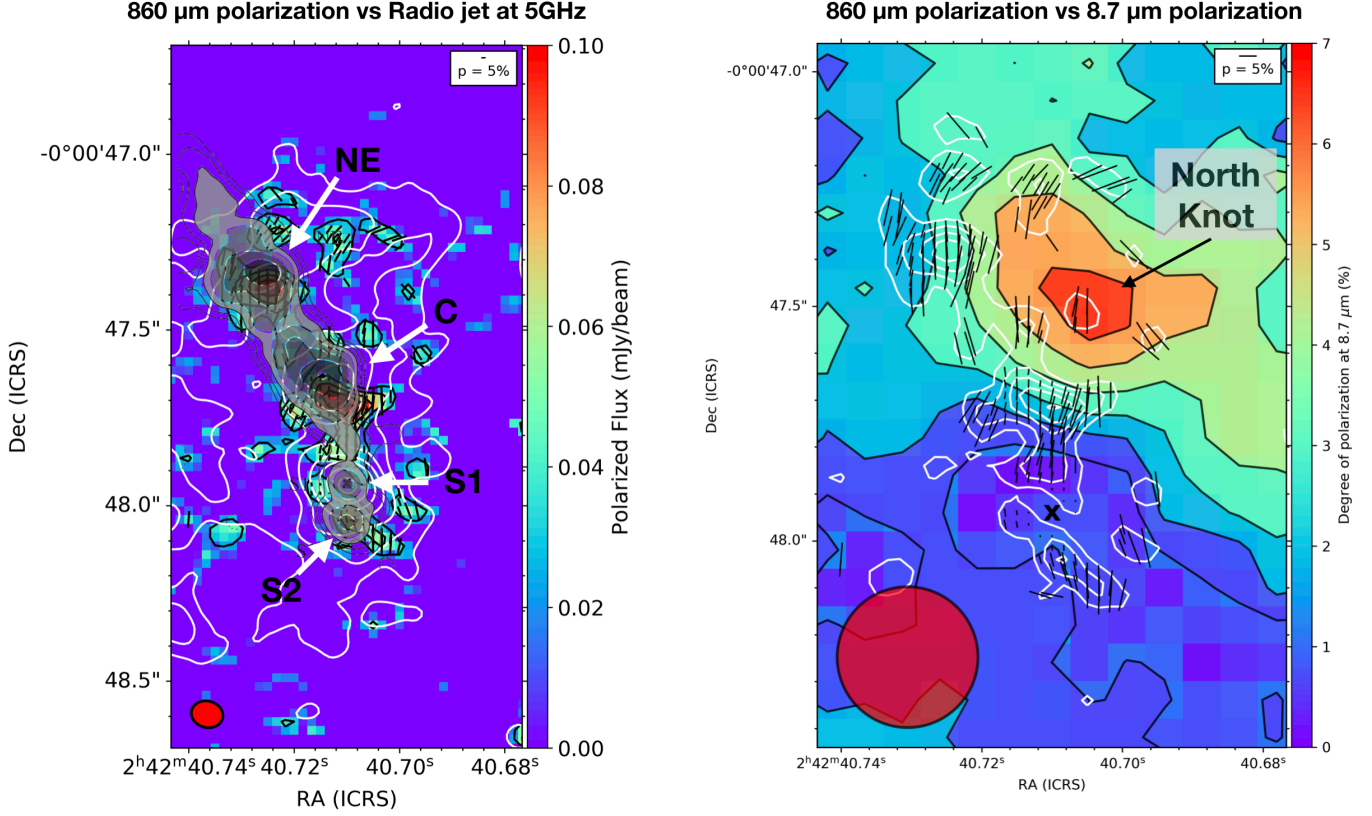 860 μm polarization vs Radio jet at 5GHz
p = 5%
NE
C
S1
S2
-0°00'47.0"
47.5"
48.0"
48.5"
Dec (ICRS)
2ʰ42ᵐ40.74ˢ 40.72ˢ 40.70ˢ 40.68ˢ
RA (ICRS)
0.10
0.08
0.06
0.04
0.02
0.00
Polarized Flux (mJy/beam)
860 μm polarization vs 8.7 μm polarization
p = 5%
North
Knot
x
-0°00'47.0"
47.5"
48.0"
Dec (ICRS)
2ʰ42ᵐ40.74ˢ 40.72ˢ 40.70ˢ 40.68ˢ
RA (ICRS)
7
6
5
4
3
2
1
0
Degree of polarization at 8.7 μm (%)